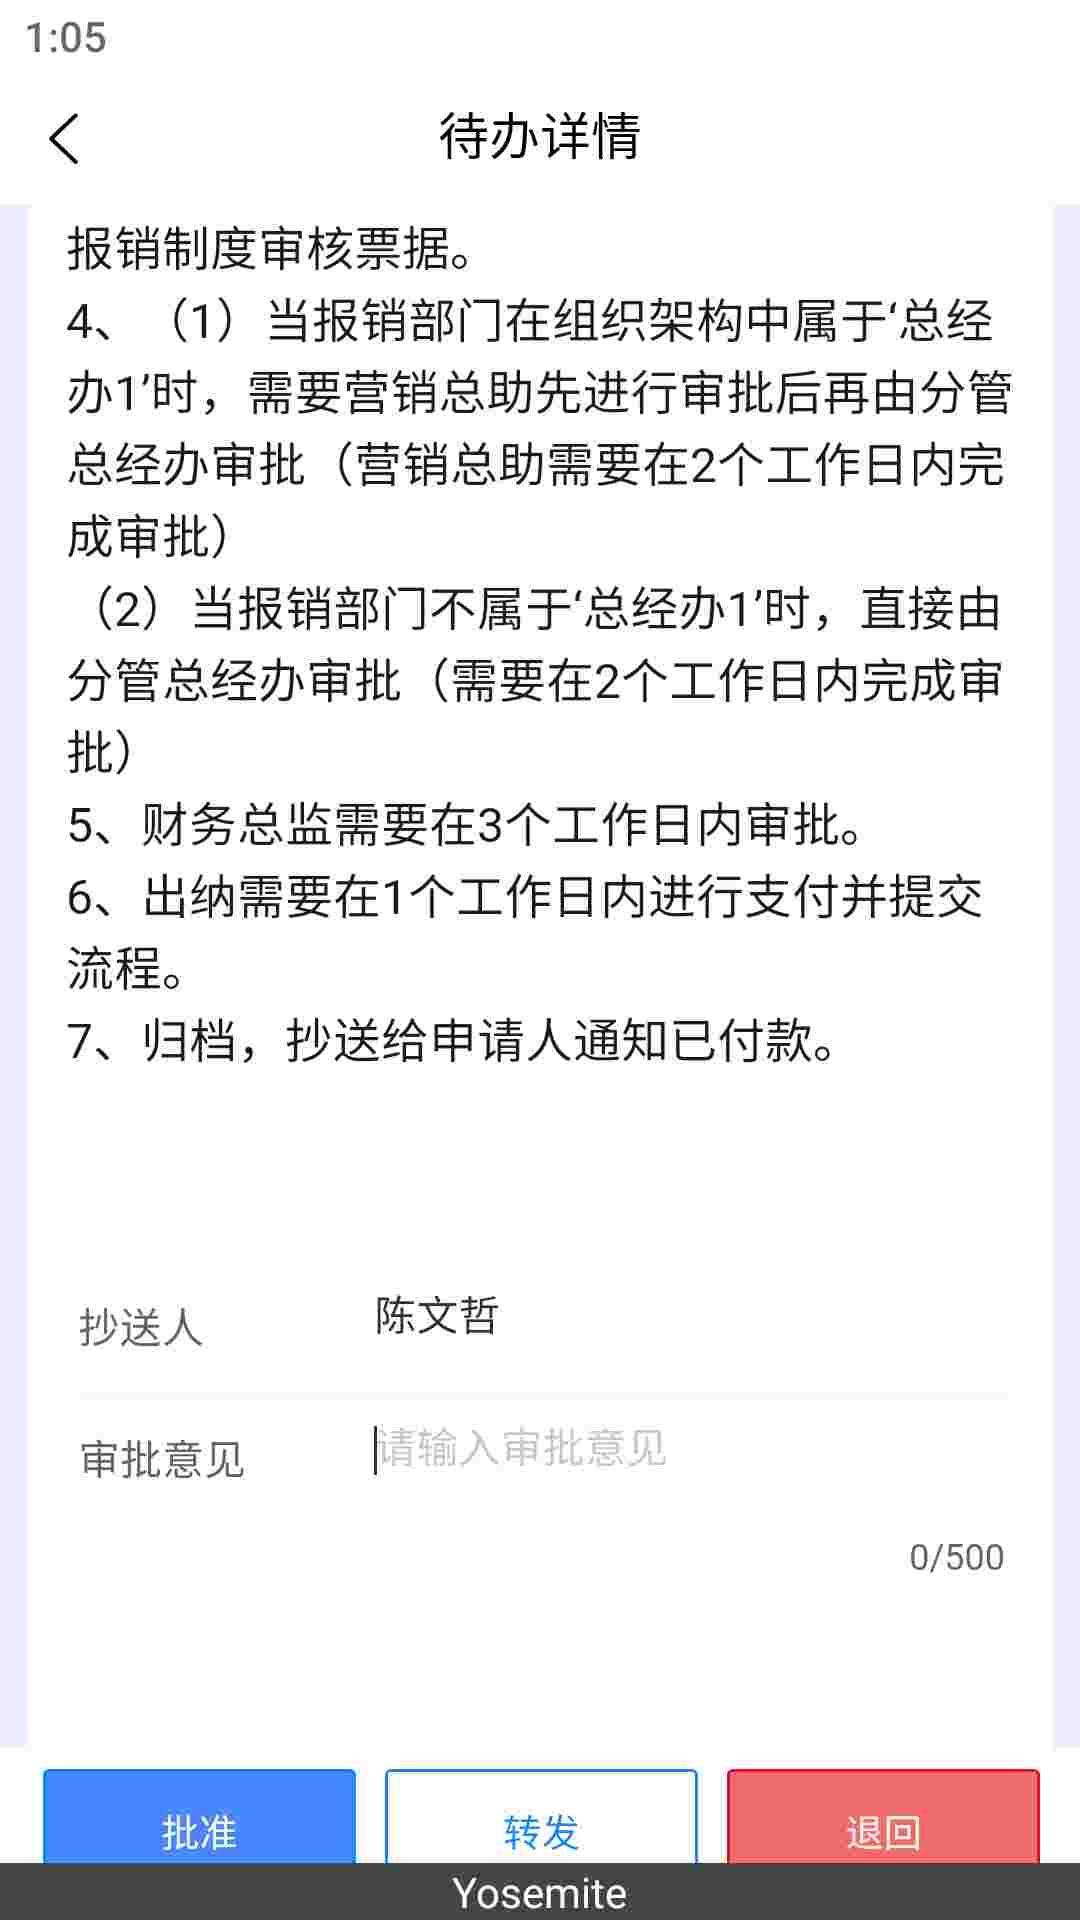 1:05
待办详情
报销制度审核票据。
4、（1）当报销部门在组织架构中属于‘总经
办1’时，需要营销总助先进行审批后再由分管
总经办审批（营销总助需要在2个工作日内完
成审批）
（2）当报销部门不属于‘总经办1’时，直接由
分管总经办审批（需要在2个工作日内完成审
批）
5、财务总监需要在3个工作日内审批。
6、出纳需要在1个工作日内进行支付并提交
流程。
7、归档，抄送给申请人通知已付款。
抄送人 陈文哲
审批意见 请输入审批意见
0/500
批准 转发 退回
Yosemite